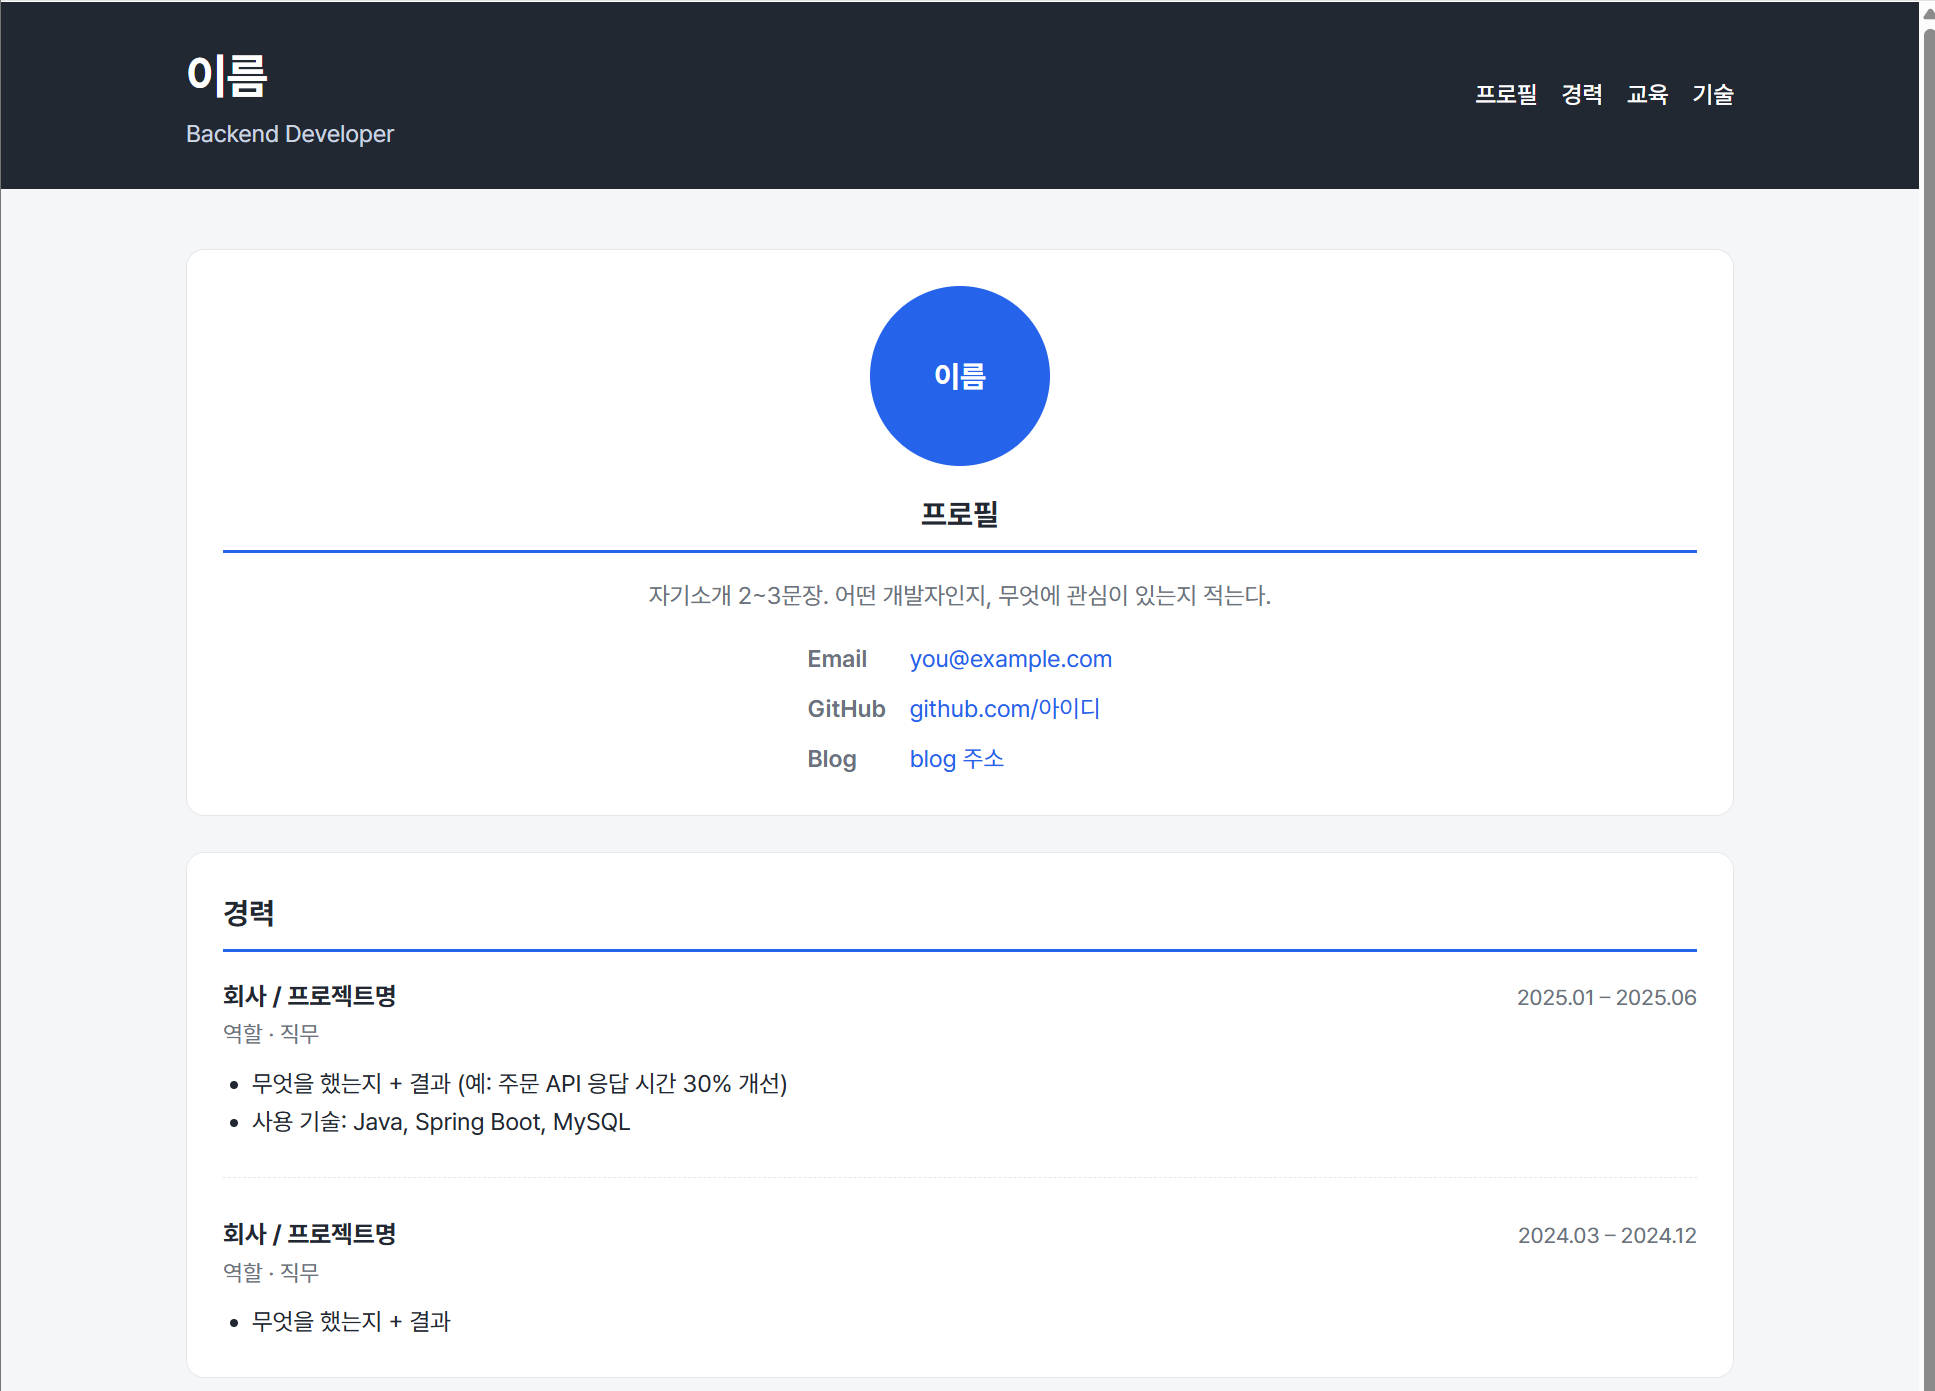 이름
Backend Developer
프로필 경력 교육 기술
이름
프로필
자기소개 2~3문장. 어떤 개발자인지, 무엇에 관심이 있는지 적는다.
Email you@example.com
GitHub github.com/아이디
Blog blog 주소
경력
회사 / 프로젝트명 2025.01 – 2025.06
역할 · 직무
• 무엇을 했는지 + 결과 (예: 주문 API 응답 시간 30% 개선)
• 사용 기술: Java, Spring Boot, MySQL
회사 / 프로젝트명 2024.03 – 2024.12
역할 · 직무
• 무엇을 했는지 + 결과